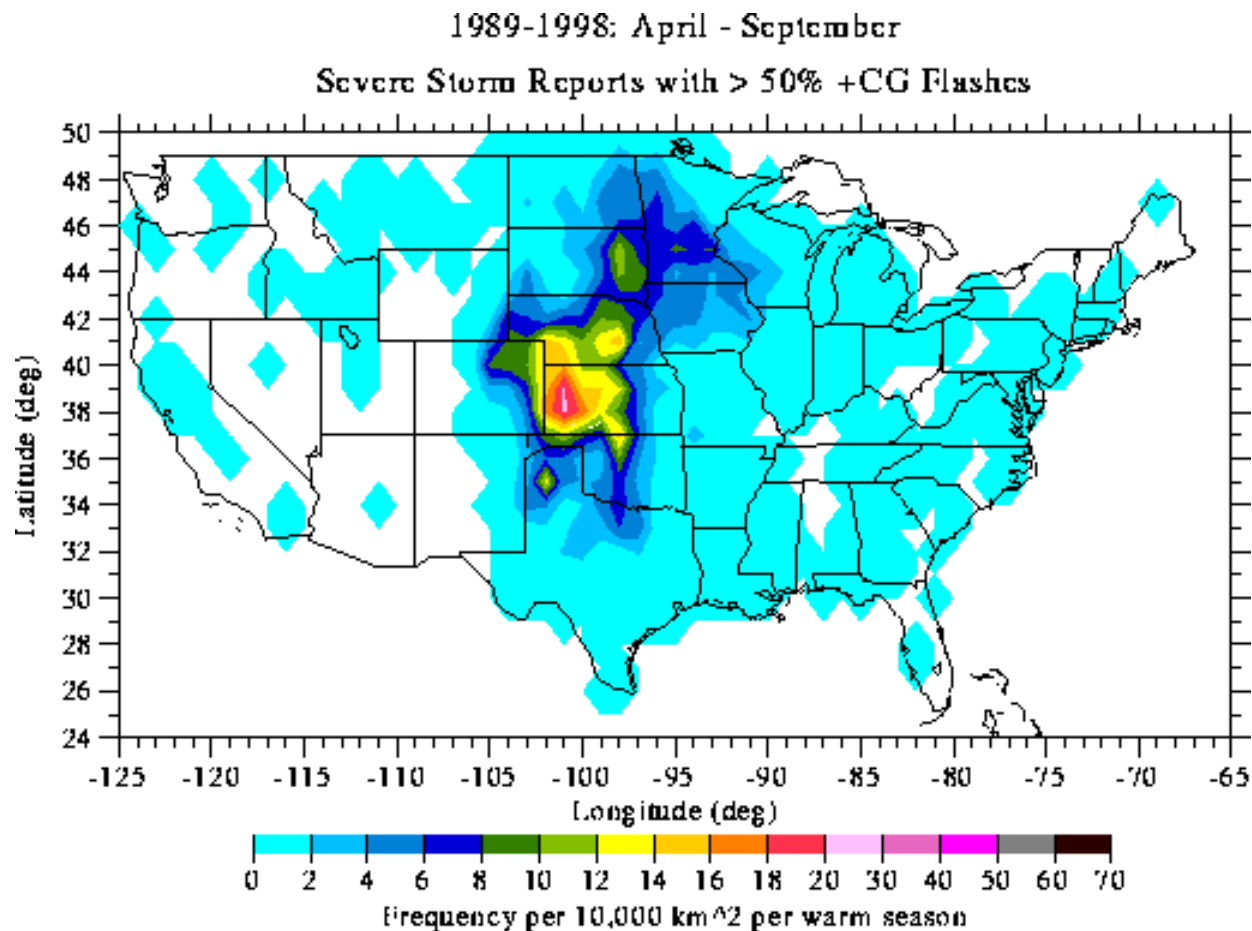 1989-1998: April - September
Severe Storm Reports with > 50% +CG Flashes
50
48
46
44
42
40
38
36
34
32
30
28
26
24
Latitude (deg)
-125 -120 -115 -110 -105 -100 -95 -90 -85 -80 -75 -70 -65
Longitude (deg)
0 2 4 6 8 10 12 14 16 18 20 30 40 50 60 70
Frequency per 10,000 km^2 per warm season